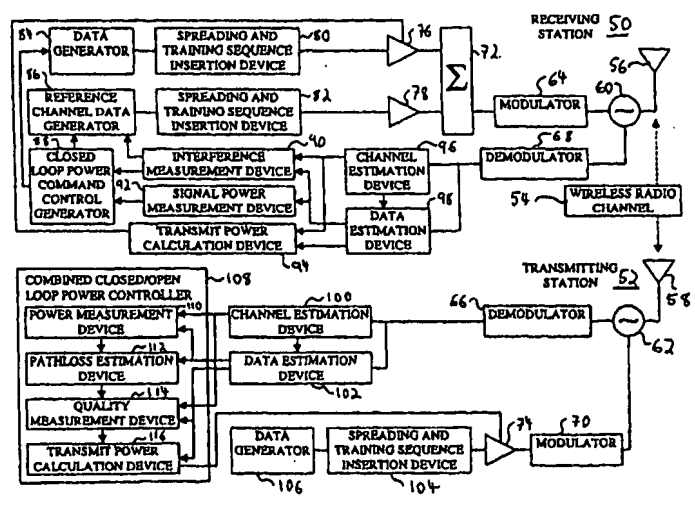 RECEIVING
STATION 50
84
DATA
GENERATOR
SPREADING AND
TRAINING SEQUENCE
INSERTION DEVICE
80
76
72
Σ
64
MODULATOR
56
60
86
REFERENCE
CHANNEL DATA
GENERATOR
SPREADING AND
TRAINING SEQUENCE
INSERTION DEVICE
82
78
88
CLOSED
LOOP POWER
COMMAND
CONTROL
GENERATOR
90
INTERFERENCE
MEASUREMENT DEVICE
92
SIGNAL POWER
MEASUREMENT DEVICE
TRANSMIT POWER
CALCULATION DEVICE
94
96
CHANNEL
ESTIMATION
DEVICE
98
DATA
ESTIMATION
DEVICE
68
DEMODULATOR
54
WIRELESS RADIO
CHANNEL
TRANSMITTING
STATION 52
58
62
COMBINED CLOSED/OPEN
LOOP POWER CONTROLLER
108
POWER MEASUREMENT
DEVICE
110
PATHLOSS ESTIMATION
DEVICE
112
QUALITY
MEASUREMENT DEVICE
114
TRANSMIT POWER
CALCULATION DEVICE
116
100
CHANNEL ESTIMATION
DEVICE
DATA ESTIMATION
DEVICE
102
66
DEMODULATOR
DATA
GENERATOR
106
SPREADING AND
TRAINING SEQUENCE
INSERTION DEVICE
104
74
70
MODULATOR